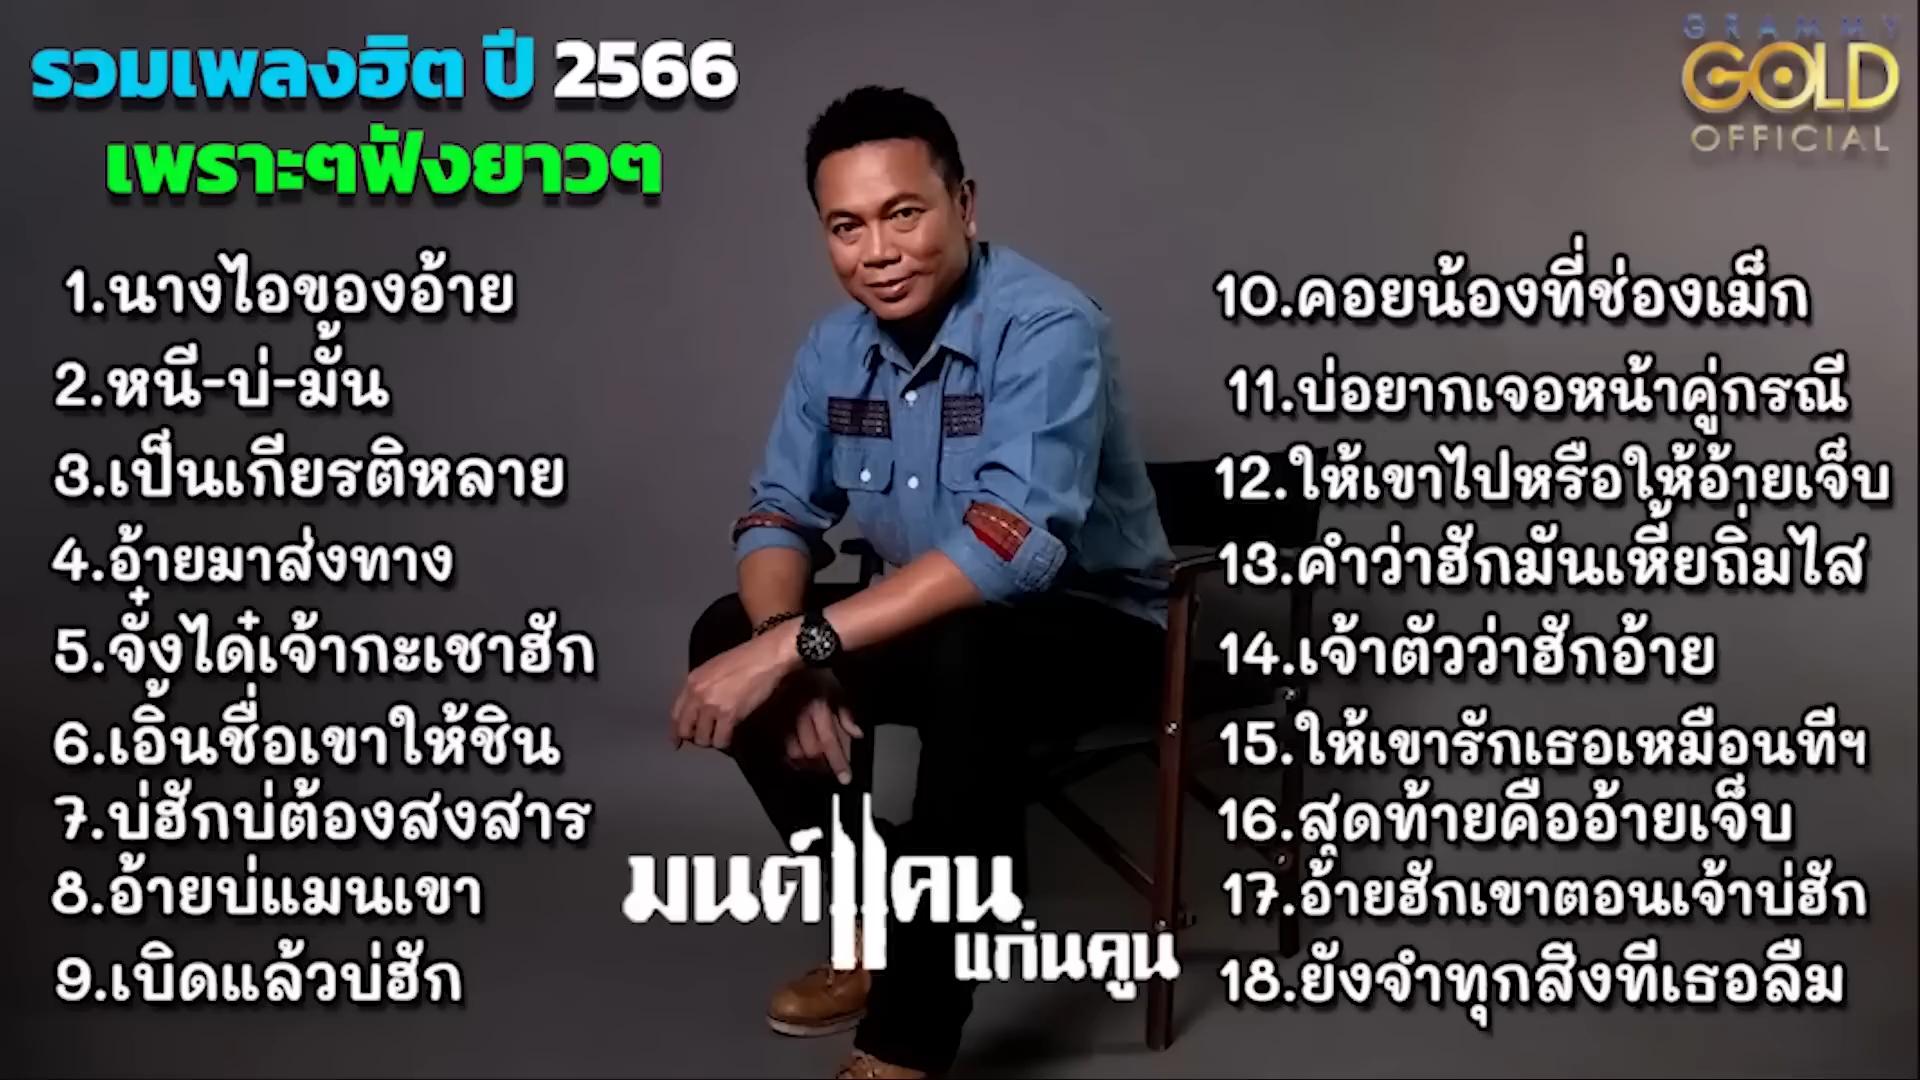 รวมเพลงฮิต ปี 2566
เพราะๆฟังยาวๆ
GRAMMY
GOLD
OFFICIAL
1.นางไอของอ้าย
2.หนี-บ่-มั้น
3.เป็นเกียรติหลาย
4.อ้ายมาส่งทาง
5.จั๋งได๋เจ้ากะเซาฮัก
6.เอิ้นชื่อเขาให้ชิน
7.บ่ฮักบ่ต้องสงสาร
8.อ้ายบ่แมนเขา
9.เบิดแล้วบ่ฮัก
10.คอยน้องที่ช่องเม็ก
11.บ่อยากเจอหน้าคู่กรณี
12.ให้เขาไปหรือให้อ้ายเจ็บ
13.คำว่าฮักมันเหี้ยถิ่มไส
14.เจ้าตัวว่าฮักอ้าย
15.ให้เขารักเธอเหมือนทีฯ
16.สุดท้ายคืออ้ายเจ็บ
17.อ้ายฮักเขาตอนเจ้าบ่ฮัก
18.ยังจำทุกสิงทีเธอลืม
มนต์แคน
แก่นคูน